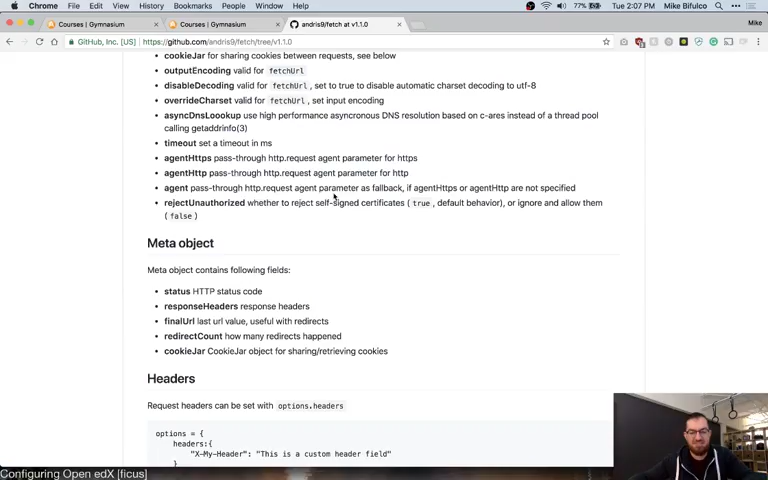 Chrome File Edit View History Bookmarks People Window Help 77% Tue 2:07 PM Mike Bifulco
Courses | Gymnasium Courses | Gymnasium andris9/fetch at v1.1.0 Mike
GitHub, Inc. [US] https://github.com/andris9/fetch/tree/v1.1.0
cookieJar for sharing cookies between requests, see below
outputEncoding valid for fetchUrl
disableDecoding valid for fetchUrl, set to true to disable automatic charset decoding to utf-8
overrideCharset valid for fetchUrl, set input encoding
asyncDnsLoookup use high performance asyncronous DNS resolution based on c-ares instead of a thread pool
calling getaddrinfo(3)
timeout set a timeout in ms
agentHttps pass-through http.request agent parameter for https
agentHttp pass-through http.request agent parameter for http
agent pass-through http.request agent parameter as fallback, if agentHttps or agentHttp are not specified
rejectUnauthorized whether to reject self-signed certificates ( true, default behavior), or ignore and allow them
( false )
Meta object
Meta object contains following fields:
status HTTP status code
responseHeaders response headers
finalUrl last url value, useful with redirects
redirectCount how many redirects happened
cookieJar CookieJar object for sharing/retrieving cookies
Headers
Request headers can be set with options.headers
options = {
headers:{
"X-My-Header": "This is a custom header field"
}
Configuring Open edX [ficus]